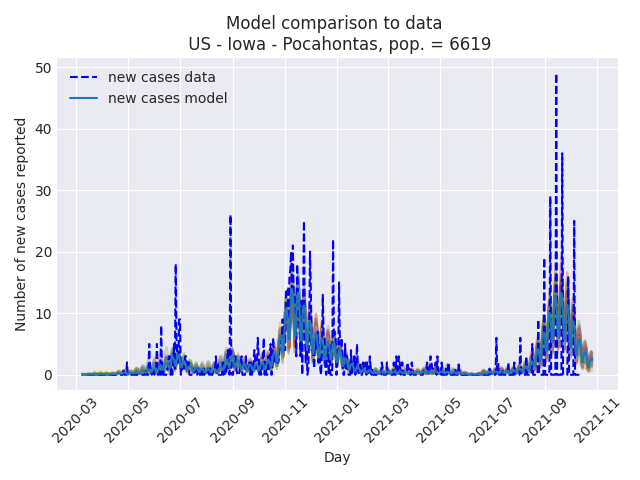 Model comparison to data
US - Iowa - Pocahontas, pop. = 6619
new cases data
new cases model
Number of new cases reported
50
40
30
20
10
0
2020-03
2020-05
2020-07
2020-09
2020-11
2021-01
2021-03
2021-05
2021-07
2021-09
2021-11
Day